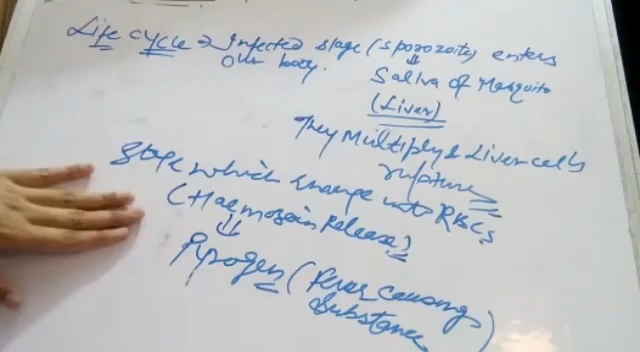 Life cycle → Infected stage (Sporozoite) enters
our body.
↓
Saliva of Mosquito
(Liver)
They Multiply & Liver cells
rupture
Stage which change into RBCs
(Haemozoin Release)
↓
Pyrogen (Fever causing
Substance)